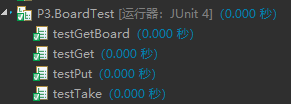 P3.BoardTest [运行器：JUnit 4] (0.000 秒)
testGetBoard (0.000 秒)
testGet (0.000 秒)
testPut (0.000 秒)
testTake (0.000 秒)